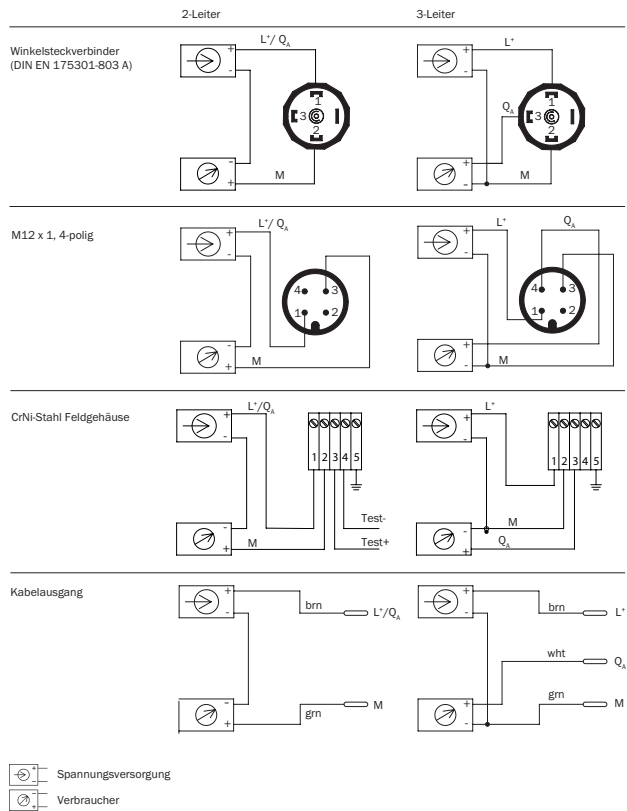 2-Leiter 3-Leiter
Winkelsteckverbinder
(DIN EN 175301-803 A)
+ L⁺/ Q_A
-
1
3
2
-
+ M
+ L⁺
-
Q_A
1
3
2
+
- M
M12 x 1, 4-polig
+ L⁺/ Q_A
-
4 3
1 2
-
+ M
+ L⁺ Q_A
-
4 3
1 2
+
- M
CrNi-Stahl Feldgehäuse
+ L⁺/Q_A
-
1 2 3 4 5
-
+ M
Test-
Test+
+ L⁺
-
1 2 3 4 5
- M
+ Q_A
Kabelausgang
+ brn L⁺/Q_A
-
-
+ grn M
+ brn L⁺
-
wht Q_A
+
- grn M
+
- Spannungsversorgung
+
- Verbraucher